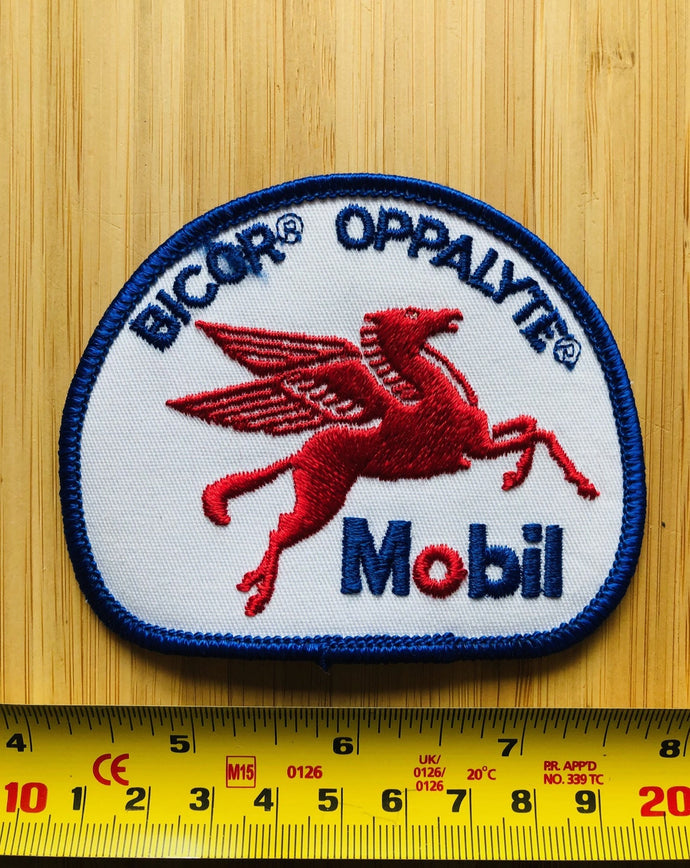 BICOR® OPPALYTE®
Mobil
4 5 6 7 8
CE M15 0126 UK/ 0126/ 0126 20°C P.R. APP'D NO. 339 TC
10 1 2 3 4 5 6 7 8 9 20